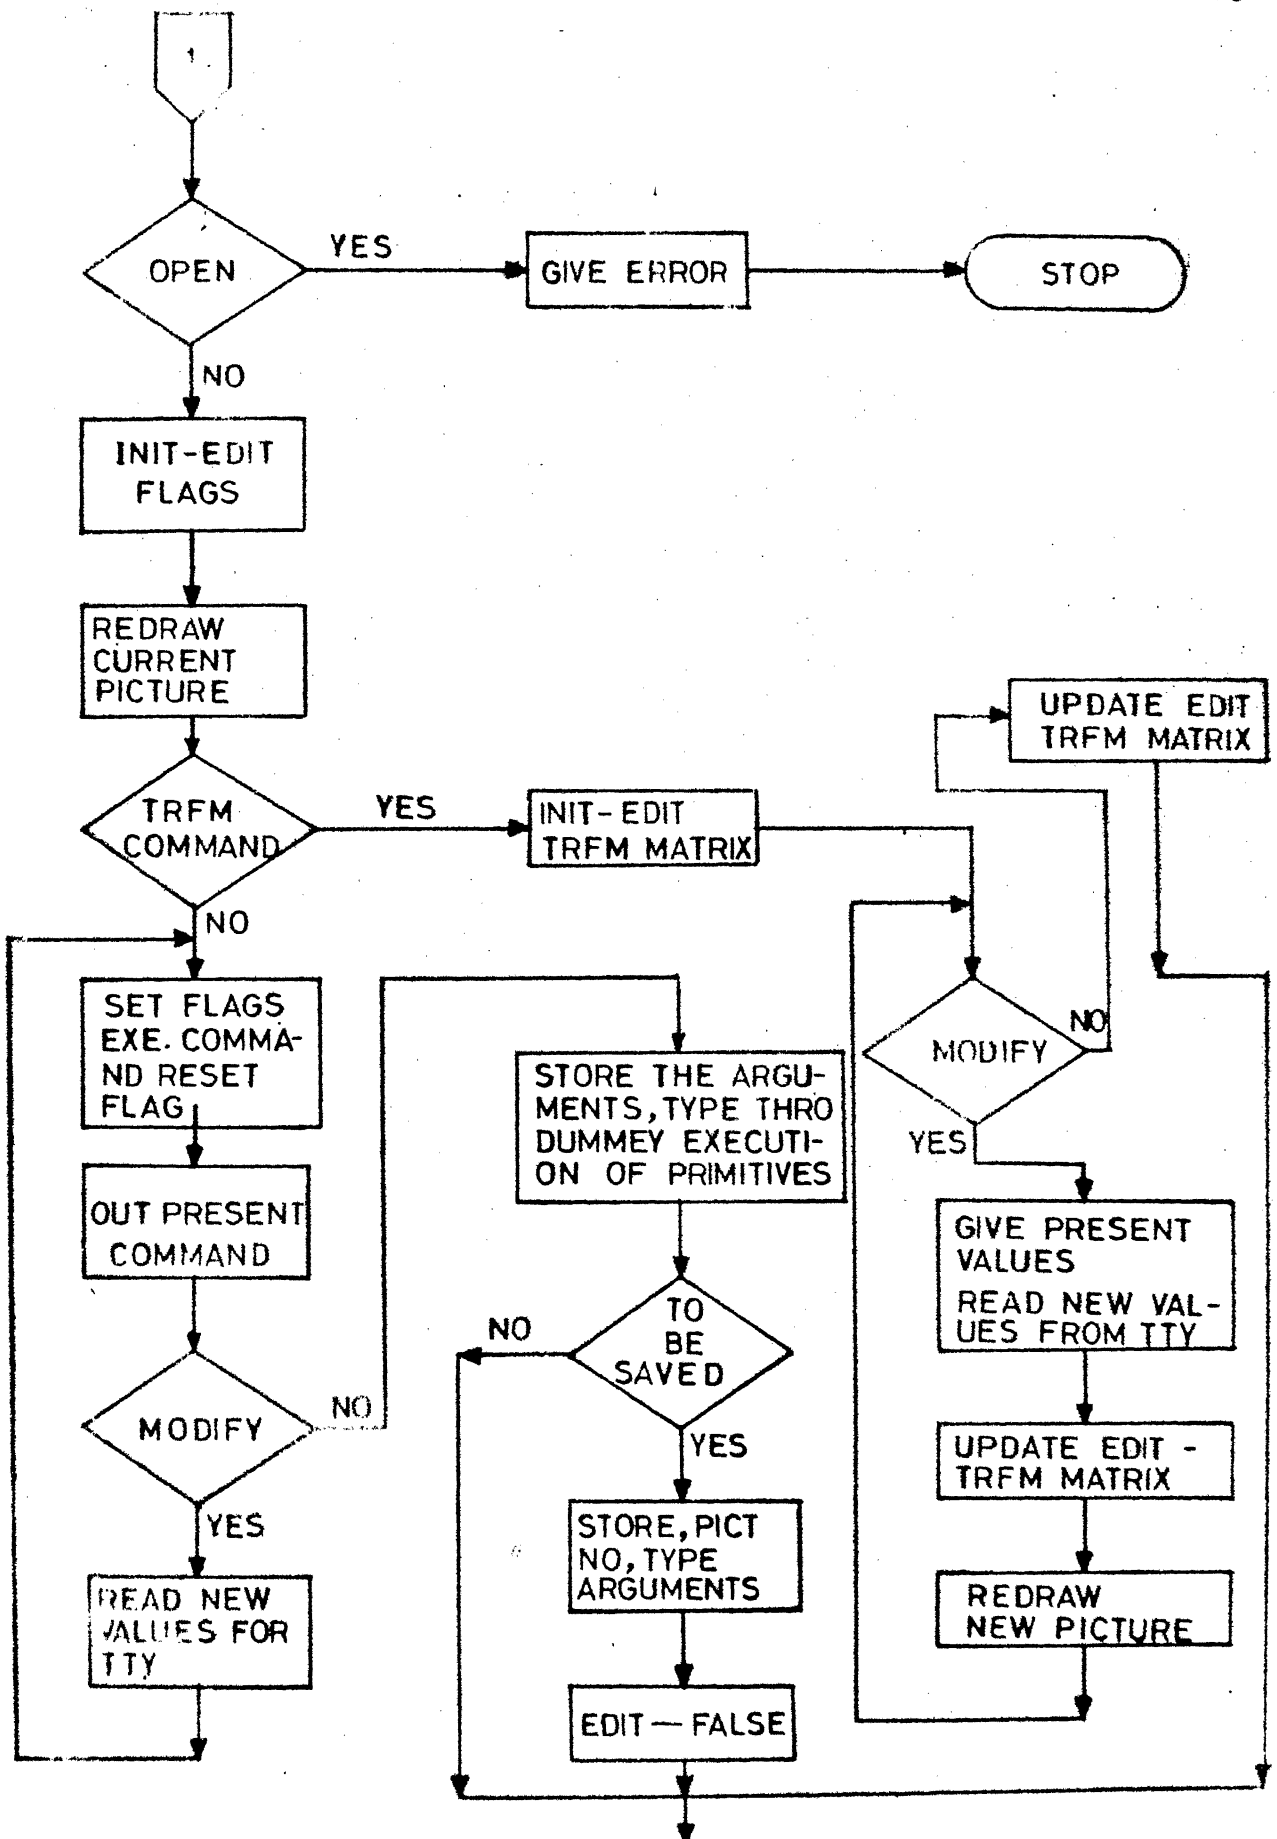 1
OPEN
YES
GIVE ERROR
STOP
NO
INIT-EDIT
FLAGS
REDRAW
CURRENT
PICTURE
TRFM
COMMAND
YES
INIT-EDIT
TRFM MATRIX
UPDATE EDIT
TRFM MATRIX
NO
SET FLAGS
EXE. COMMA-
ND RESET
FLAG
OUT PRESENT
COMMAND
MODIFY
NO
YES
READ NEW
VALUES FOR
TTY
STORE THE ARGU-
MENTS, TYPE THRO
DUMMEY EXECUTI-
ON OF PRIMITIVES
TO
BE
SAVED
NO
YES
STORE, PICT
NO, TYPE
ARGUMENTS
EDIT — FALSE
MODIFY
NO
YES
GIVE PRESENT
VALUES
READ NEW VAL-
UES FROM TTY
UPDATE EDIT -
TRFM MATRIX
REDRAW
NEW PICTURE